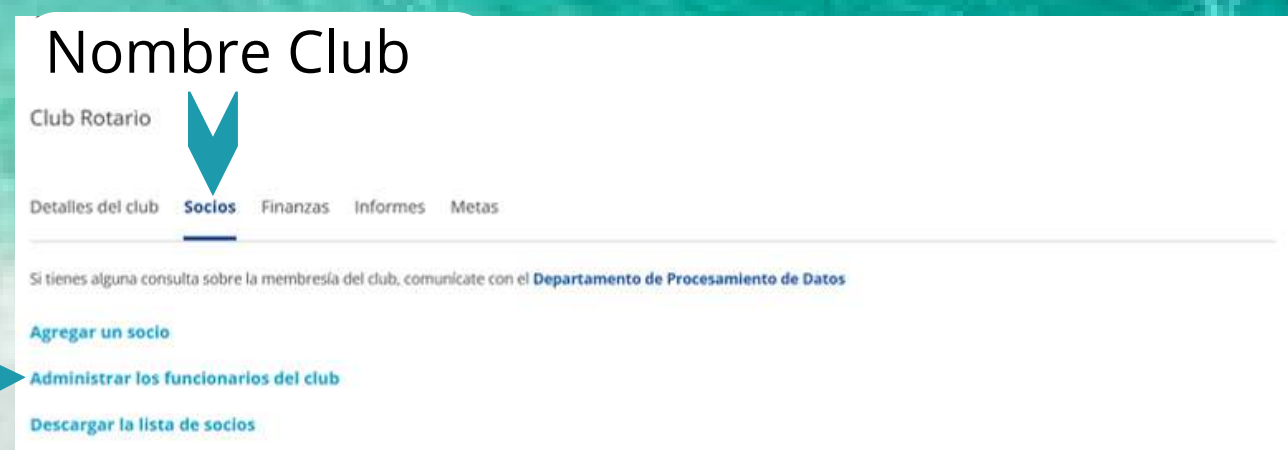 Nombre Club
Club Rotario
Detalles del club Socios Finanzas Informes Metas
Si tienes alguna consulta sobre la membresía del club, comunícate con el Departamento de Procesamiento de Datos
Agregar un socio
Administrar los funcionarios del club
Descargar la lista de socios